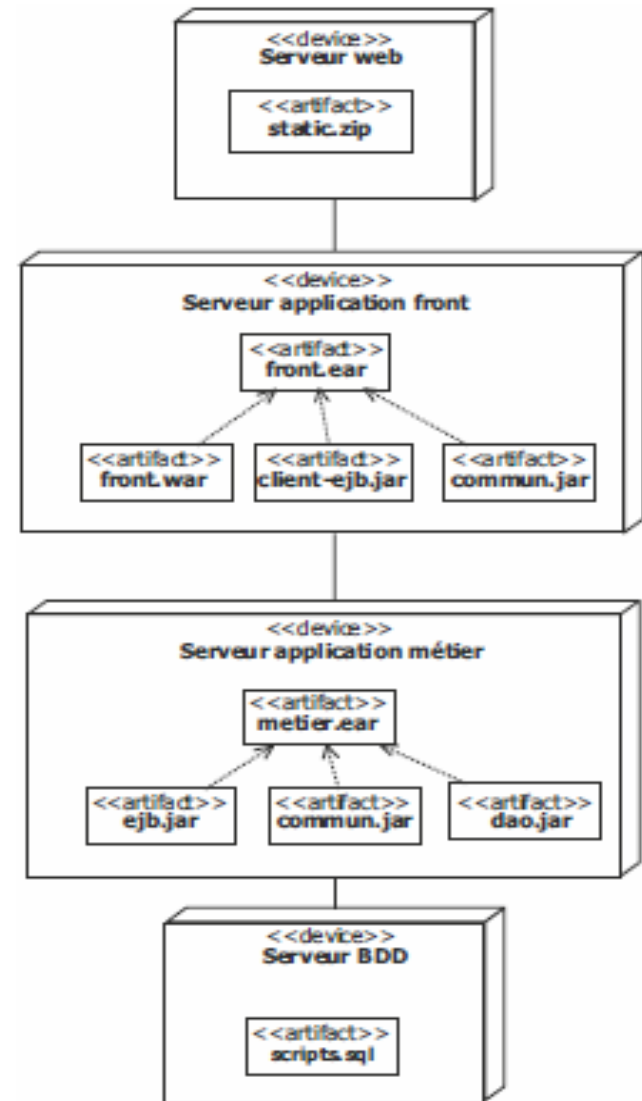 <<device>>
Serveur web
<<artifact>>
static.zip
<<device>>
Serveur application front
<<artifact>>
front.ear
<<artifact>>
front.war
<<artifact>>
client-ejb.jar
<<artifact>>
commun.jar
<<device>>
Serveur application métier
<<artifact>>
metier.ear
<<artifact>>
ejb.jar
<<artifact>>
commun.jar
<<artifact>>
dao.jar
<<device>>
Serveur BDD
<<artifact>>
scripts.sql